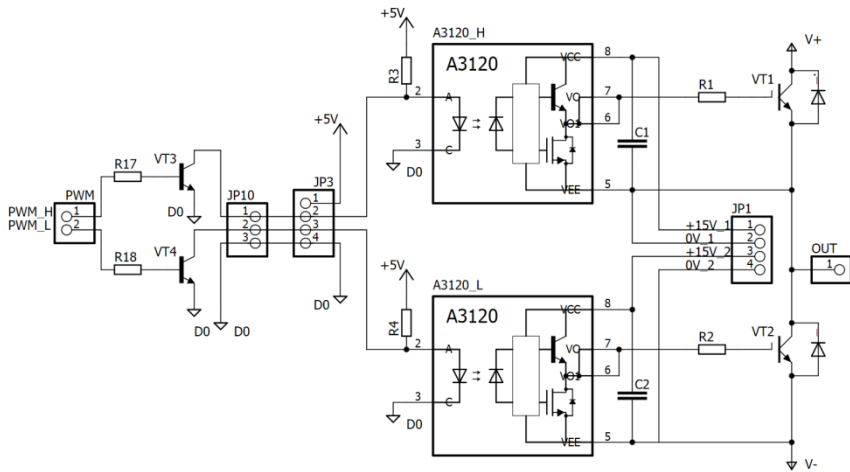 +5V
A3120_H
A3120
R3
2
A
3
C
D0
VCC
8
VO
7
VO1
6
VEE
5
C1
R1
VT1
V+
+5V
JP3
1
2
3
4
D0
VT3
R17
D0
PWM
PWM_H
1
PWM_L
2
R18
VT4
D0
JP10
1
2
3
D0
JP1
+15V_1
1
0V_1
2
+15V_2
3
0V_2
4
OUT
1
+5V
A3120_L
A3120
R4
2
A
3
C
D0
VCC
8
VO
7
VO1
6
VEE
5
C2
R2
VT2
V-